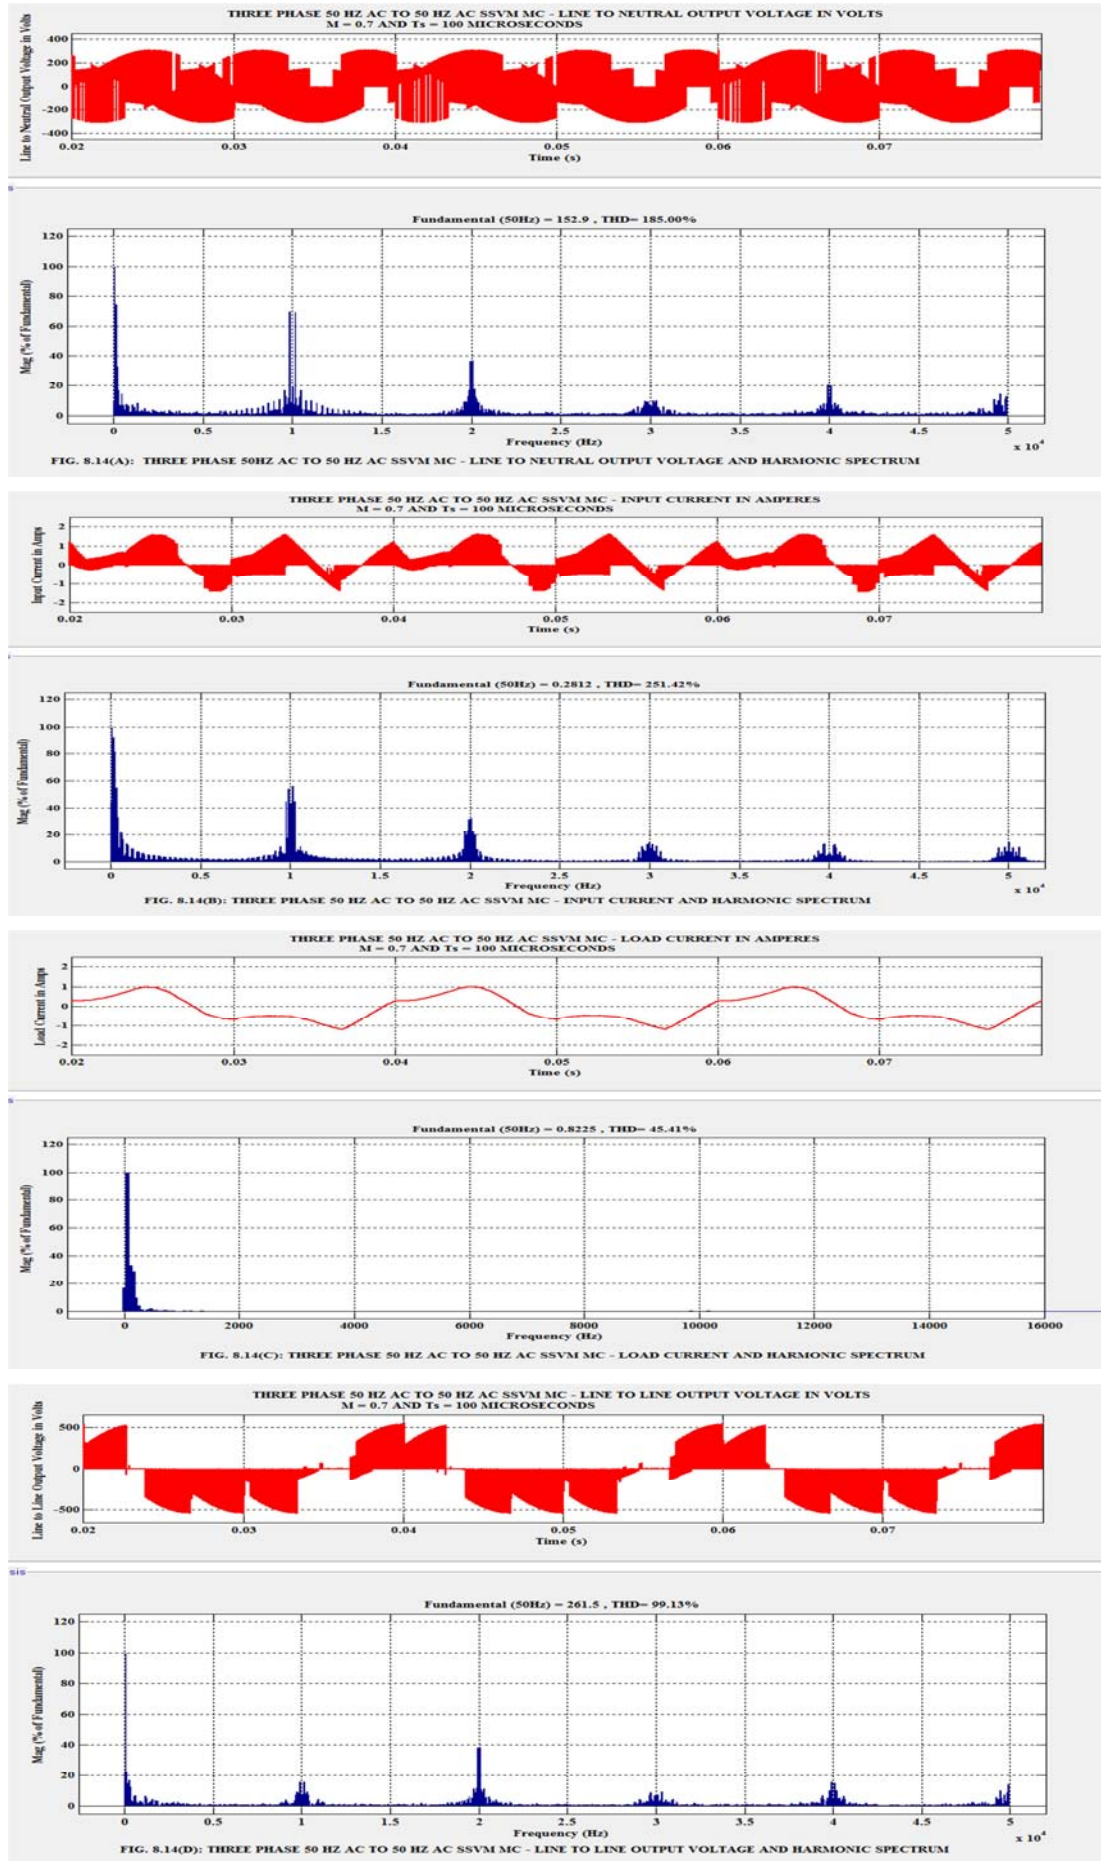 THREE PHASE 50 HZ AC TO 50 HZ AC SSVM MC - LINE TO NEUTRAL OUTPUT VOLTAGE IN VOLTS
M = 0.7 AND Ts = 100 MICROSECONDS
Line to Neutral Output Voltage in Volts
400
200
0
-200
-400
0.02 0.03 0.04 0.05 0.06 0.07
Time (s)
s
Fundamental (50Hz) = 152.9 , THD= 185.00%
Mag (% of Fundamental)
120
100
80
60
40
20
0
0 0.5 1 1.5 2 2.5 3 3.5 4 4.5 5
Frequency (Hz)
x 10⁴
FIG. 8.14(A): THREE PHASE 50HZ AC TO 50 HZ AC SSVM MC - LINE TO NEUTRAL OUTPUT VOLTAGE AND HARMONIC SPECTRUM
THREE PHASE 50 HZ AC TO 50 HZ AC SSVM MC - INPUT CURRENT IN AMPERES
M = 0.7 AND Ts = 100 MICROSECONDS
Input Current in Amps
2
1
0
-1
-2
0.02 0.03 0.04 0.05 0.06 0.07
Time (s)
Fundamental (50Hz) = 0.2812 , THD= 251.42%
Mag (% of Fundamental)
120
100
80
60
40
20
0
0 0.5 1 1.5 2 2.5 3 3.5 4 4.5 5
Frequency (Hz)
x 10⁴
FIG. 8.14(B): THREE PHASE 50 HZ AC TO 50 HZ AC SSVM MC - INPUT CURRENT AND HARMONIC SPECTRUM
THREE PHASE 50 HZ AC TO 50 HZ AC SSVM MC - LOAD CURRENT IN AMPERES
M = 0.7 AND Ts = 100 MICROSECONDS
Load Current in Amps
2
1
0
-1
-2
0.02 0.03 0.04 0.05 0.06 0.07
Time (s)
s
Fundamental (50Hz) = 0.8225 , THD= 45.41%
Mag (% of Fundamental)
120
100
80
60
40
20
0
0 2000 4000 6000 8000 10000 12000 14000 16000
Frequency (Hz)
FIG. 8.14(C): THREE PHASE 50 HZ AC TO 50 HZ AC SSVM MC - LOAD CURRENT AND HARMONIC SPECTRUM
THREE PHASE 50 HZ AC TO 50 HZ AC SSVM MC - LINE TO LINE OUTPUT VOLTAGE IN VOLTS
M = 0.7 AND Ts = 100 MICROSECONDS
Line to Line Output Voltage in Volts
500
0
-500
0.02 0.03 0.04 0.05 0.06 0.07
Time (s)
sis
Fundamental (50Hz) = 261.5 , THD= 99.13%
Mag (% of Fundamental)
120
100
80
60
40
20
0
0 0.5 1 1.5 2 2.5 3 3.5 4 4.5 5
Frequency (Hz)
x 10⁴
FIG. 8.14(D): THREE PHASE 50 HZ AC TO 50 HZ AC SSVM MC - LINE TO LINE OUTPUT VOLTAGE AND HARMONIC SPECTRUM